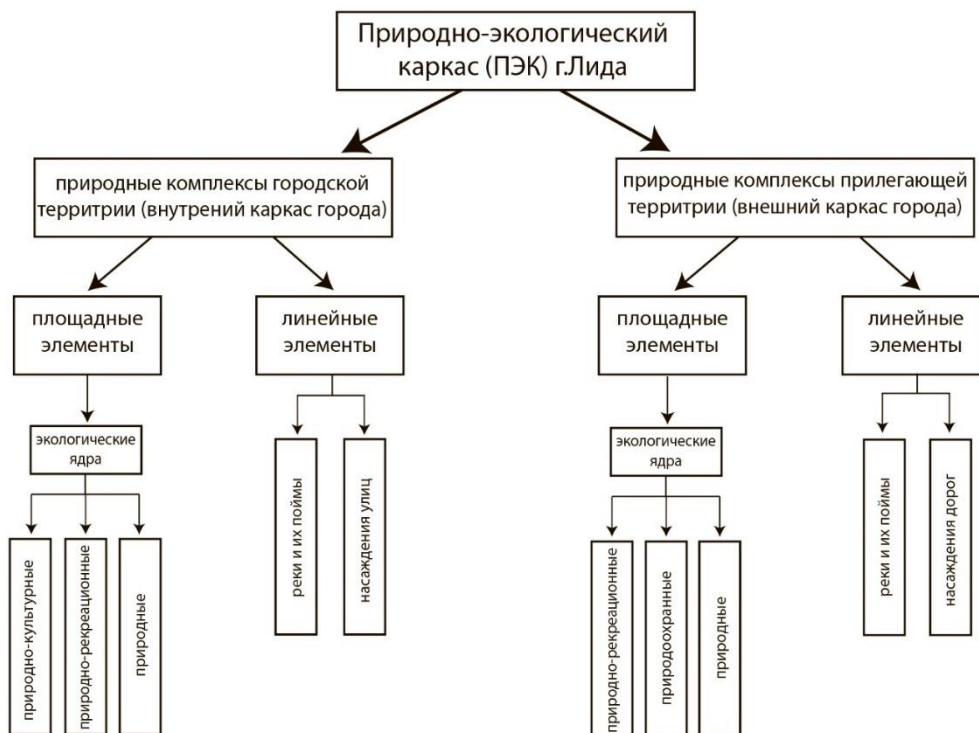 Природно-экологический
каркас (ПЭК) г.Лида
природные комплексы городской
территрии (внутрений каркас города)
природные комплексы прилегающей
территрии (внешний каркас города)
площадные
элементы
линейные
элементы
площадные
элементы
линейные
элементы
экологические
ядра
экологические
ядра
природно-культурные
природно-рекреационные
природные
реки и их поймы
насаждения улиц
природно-рекреационные
природоохранные
природные
реки и их поймы
насаждения дорог